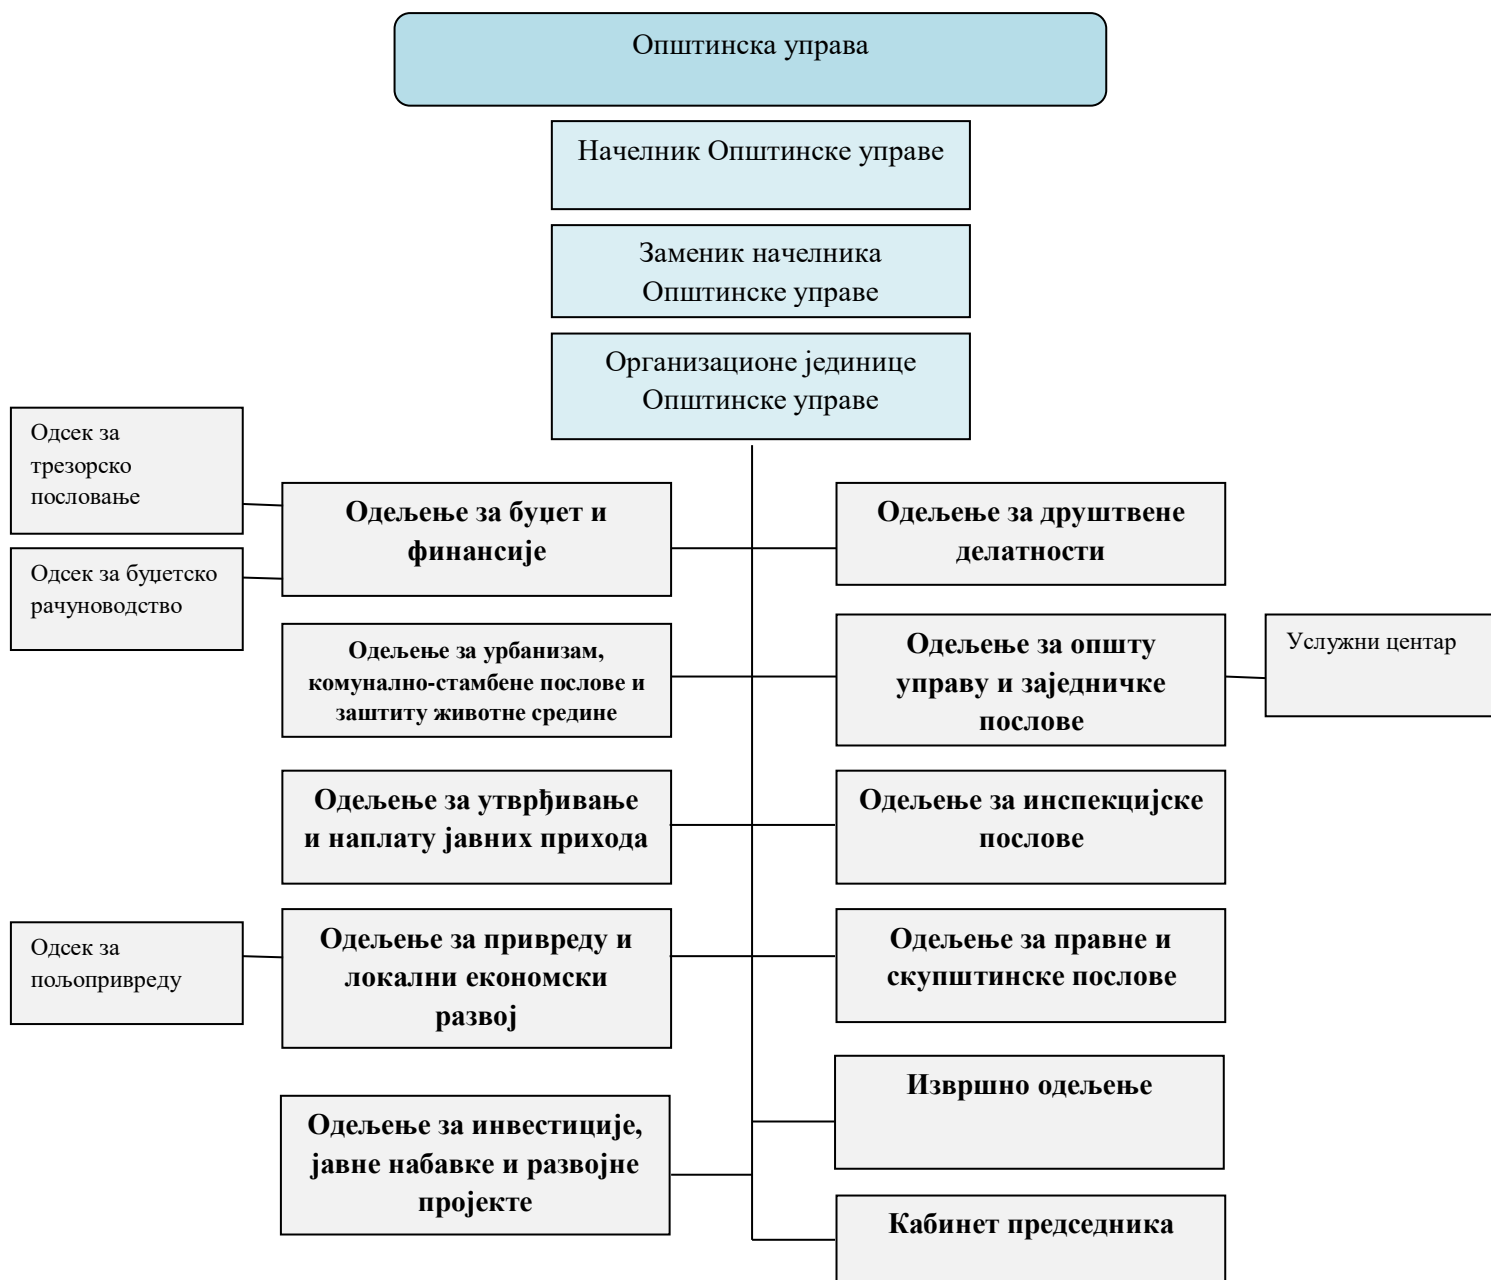 Општинска управа
Начелник Општинске управе
Заменик начелника
Општинске управе
Организационе јединице
Општинске управе
Одсек за
трезорско
пословање
Одељење за буџет и
финансије
Одељење за друштвене
делатности
Одсек за буџетско
рачуноводство
Одељење за урбанизам,
комунално-стамбене послове и
заштиту животне средине
Одељење за општу
управу и заједничке
послове
Услужни центар
Одељење за утврђивање
и наплату јавних прихода
Одељење за инспекцијске
послове
Одсек за
пољопривреду
Одељење за привреду и
локални економски
развој
Одељење за правне и
скупштинске послове
Извршно одељење
Одељење за инвестиције,
јавне набавке и развојне
пројекте
Кабинет председника